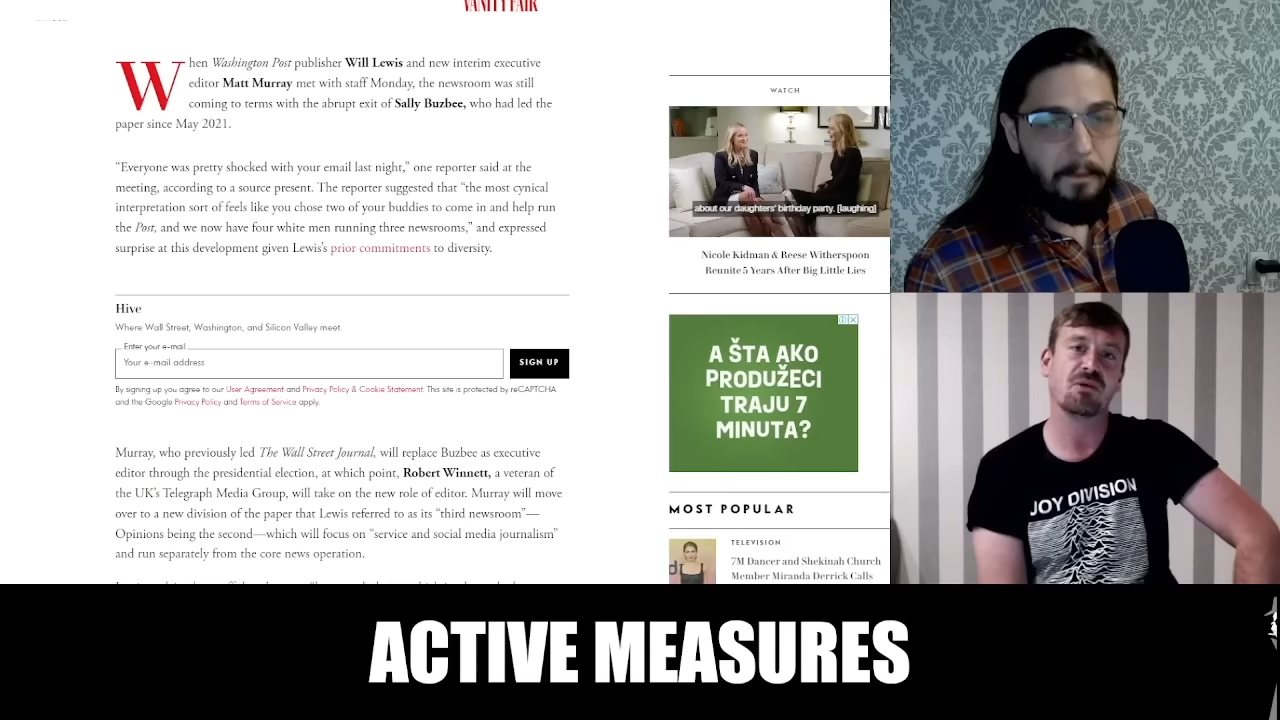 VANITY FAIR
When Washington Post publisher Will Lewis and new interim executive
editor Matt Murray met with staff Monday, the newsroom was still
coming to terms with the abrupt exit of Sally Buzbee, who had led the
paper since May 2021.
“Everyone was pretty shocked with your email last night,” one reporter said at the
meeting, according to a source present. The reporter suggested that “the most cynical
interpretation sort of feels like you chose two of your buddies to come in and help run
the Post, and we now have four white men running three newsrooms,” and expressed
surprise at this development given Lewis’s prior commitments to diversity.
Hive
Where Wall Street, Washington, and Silicon Valley meet.
Enter your e-mail
Your e-mail address
SIGN UP
By signing up you agree to our User Agreement and Privacy Policy & Cookie Statement. This site is protected by reCAPTCHA
and the Google Privacy Policy and Terms of Service apply.
Murray, who previously led The Wall Street Journal, will replace Buzbee as executive
editor through the presidential election, at which point, Robert Winnett, a veteran of
the UK’s Telegraph Media Group, will take on the new role of editor. Murray will move
over to a new division of the paper that Lewis referred to as its “third newsroom”—
Opinions being the second—which will focus on “service and social media journalism”
and run separately from the core news operation.
WATCH
about our daughters' birthday party. [laughing]
Nicole Kidman & Reese Witherspoon
Reunite 5 Years After Big Little Lies
A ŠTA AKO
PRODUŽECI
TRAJU 7
MINUTA?
MOST POPULAR
TELEVISION
7M Dancer and Shekinah Church
Member Miranda Derrick Calls
JOY DIVISION
ACTIVE MEASURES